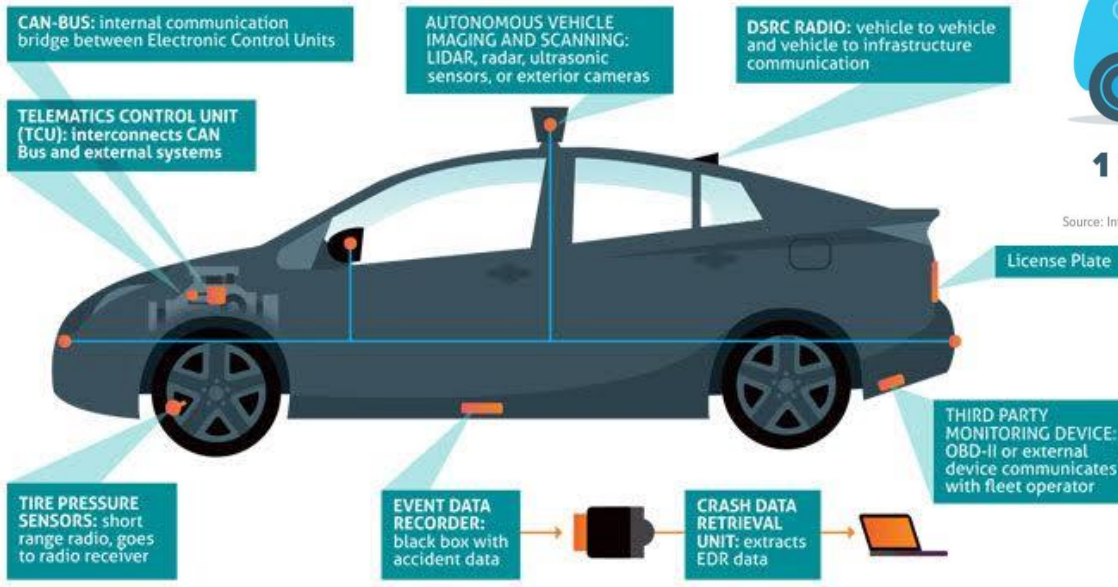 CAN-BUS: internal communication
bridge between Electronic Control Units
AUTONOMOUS VEHICLE
IMAGING AND SCANNING:
LIDAR, radar, ultrasonic
sensors, or exterior cameras
DSRC RADIO: vehicle to vehicle
and vehicle to infrastructure
communication
TELEMATICS CONTROL UNIT
(TCU): interconnects CAN
Bus and external systems
1
Source:
License Plate
THIRD PARTY
MONITORING DEVICE:
OBD-II or external
device communicates
with fleet operator
TIRE PRESSURE
SENSORS: short
range radio, goes
to radio receiver
EVENT DATA
RECORDER:
black box with
accident data
CRASH DATA
RETRIEVAL
UNIT: extracts
EDR data